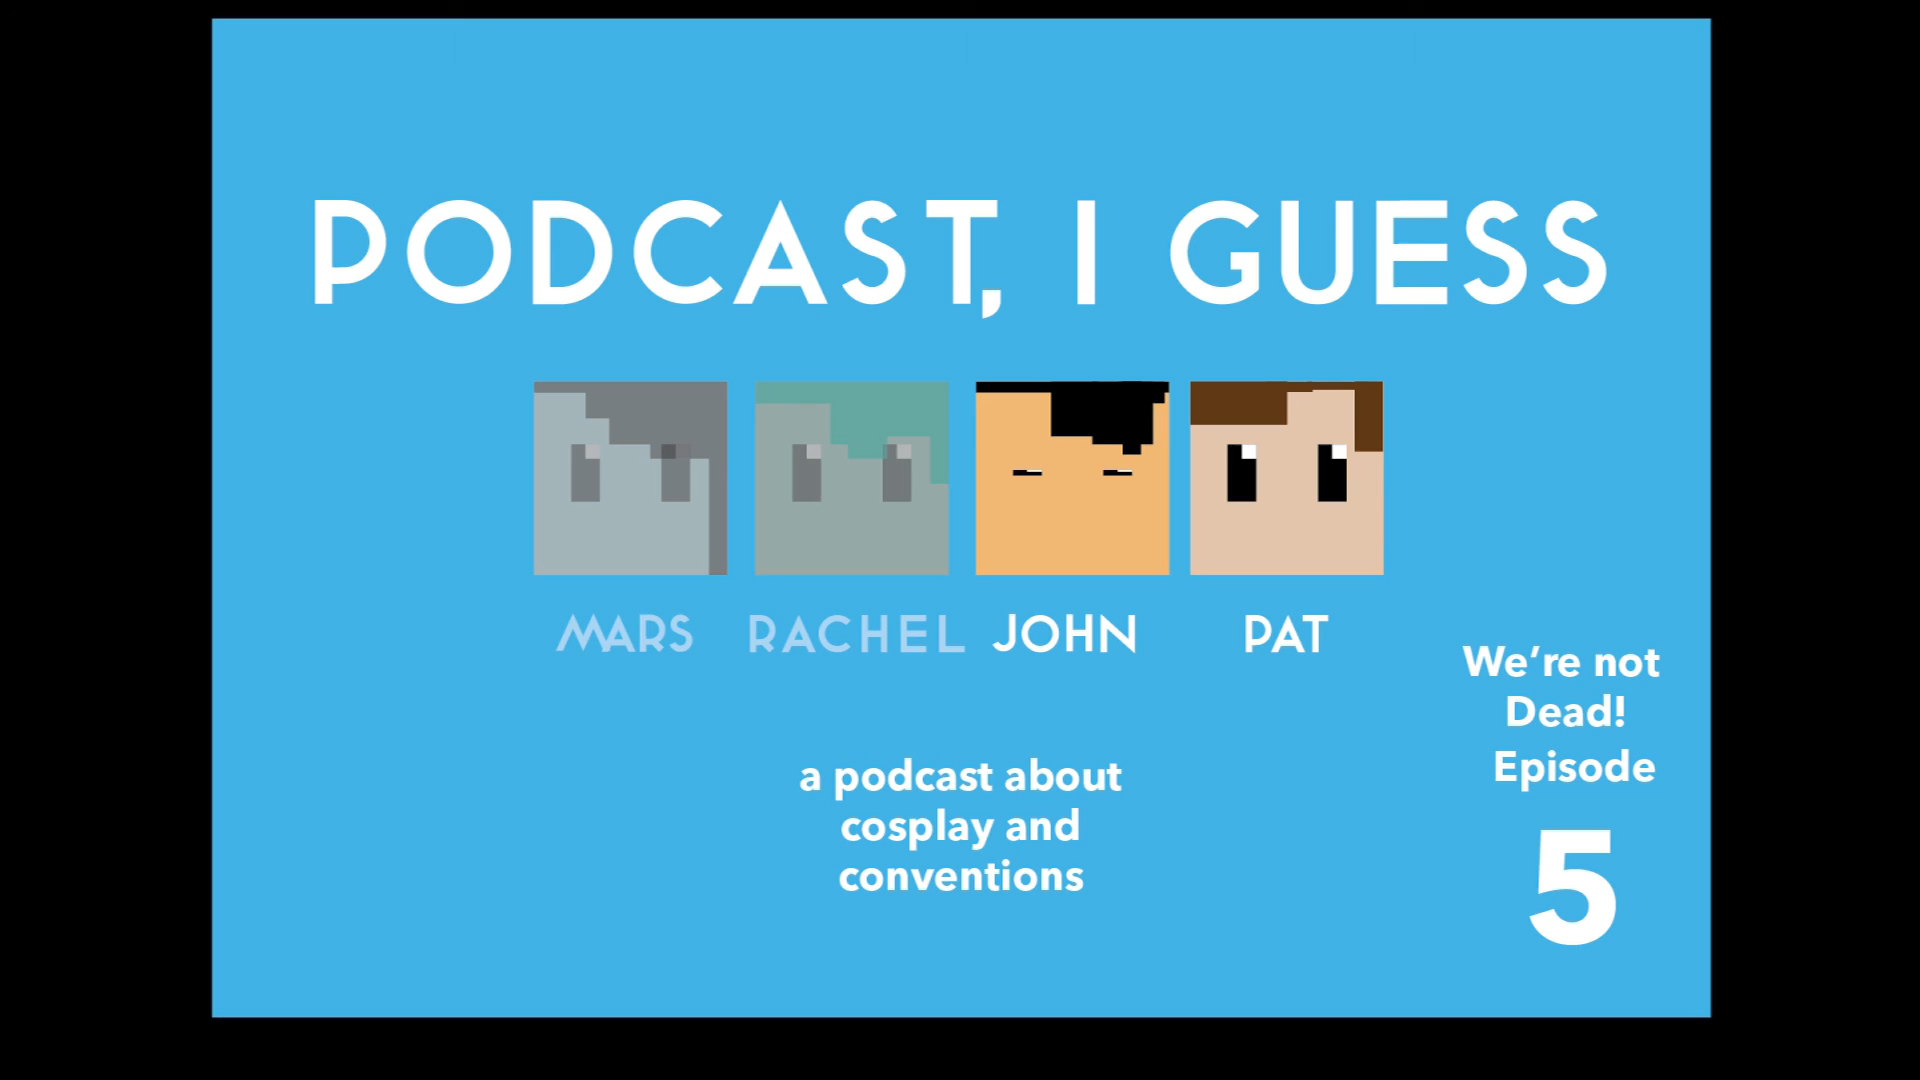 PODCAST, I GUESS
MARS RACHEL JOHN PAT
a podcast about
cosplay and
conventions
We’re not
Dead!
Episode
5